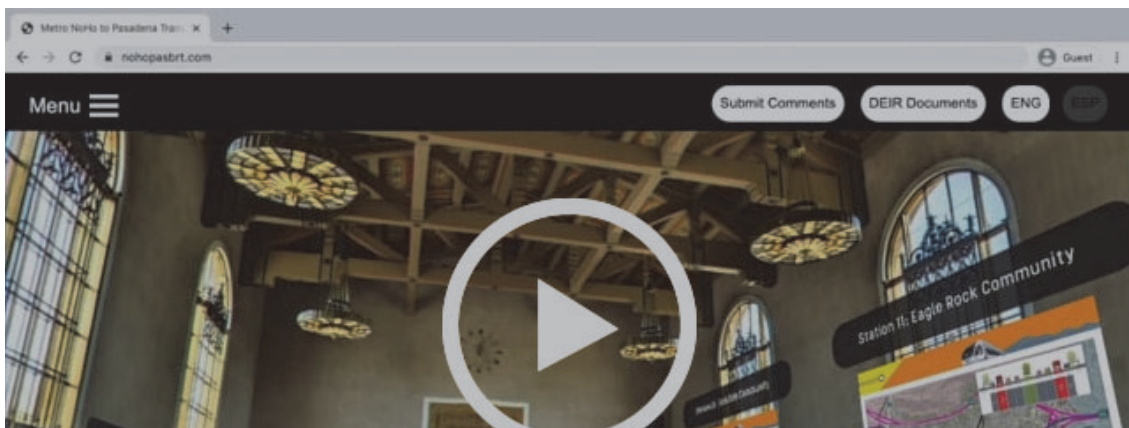 Metro NoHo to Pasadena Tran
nohopasbrt.com
Guest
Menu
Submit Comments
DEIR Documents
ENG
ESP
Station 11: Eagle Rock Community